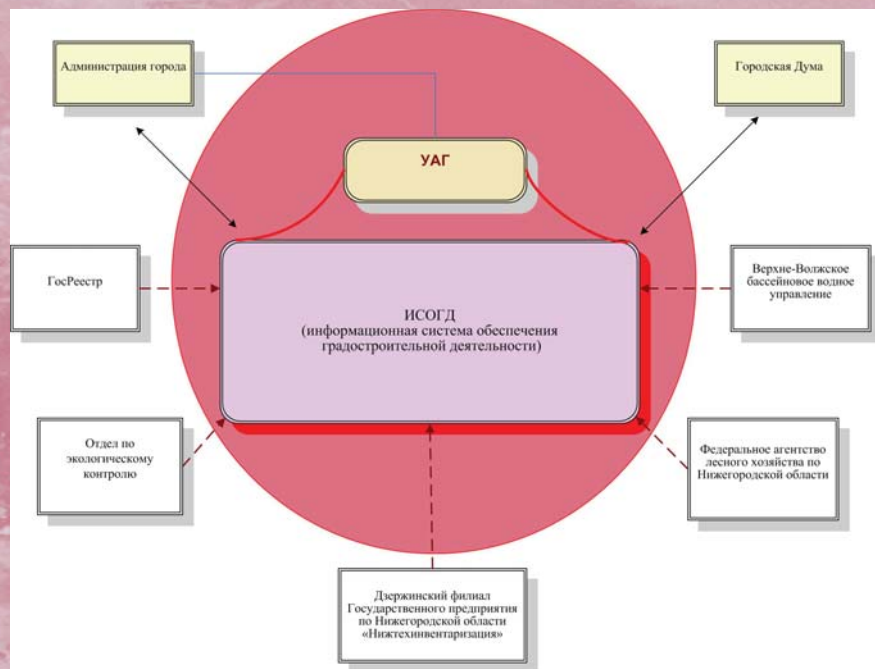 Администрация города
Городская Дума
УАГ
ГосРеестр
ИСОГД
(информационная система обеспечения
градостроительной деятельности)
Верхне-Волжское
бассейновое водное
управление
Отдел по
экологическому
контролю
Федеральное агентство
лесного хозяйства по
Нижегородской области
Дзержинский филиал
Государственного предприятия
по Нижегородской области
«Нижтехинвентаризация»